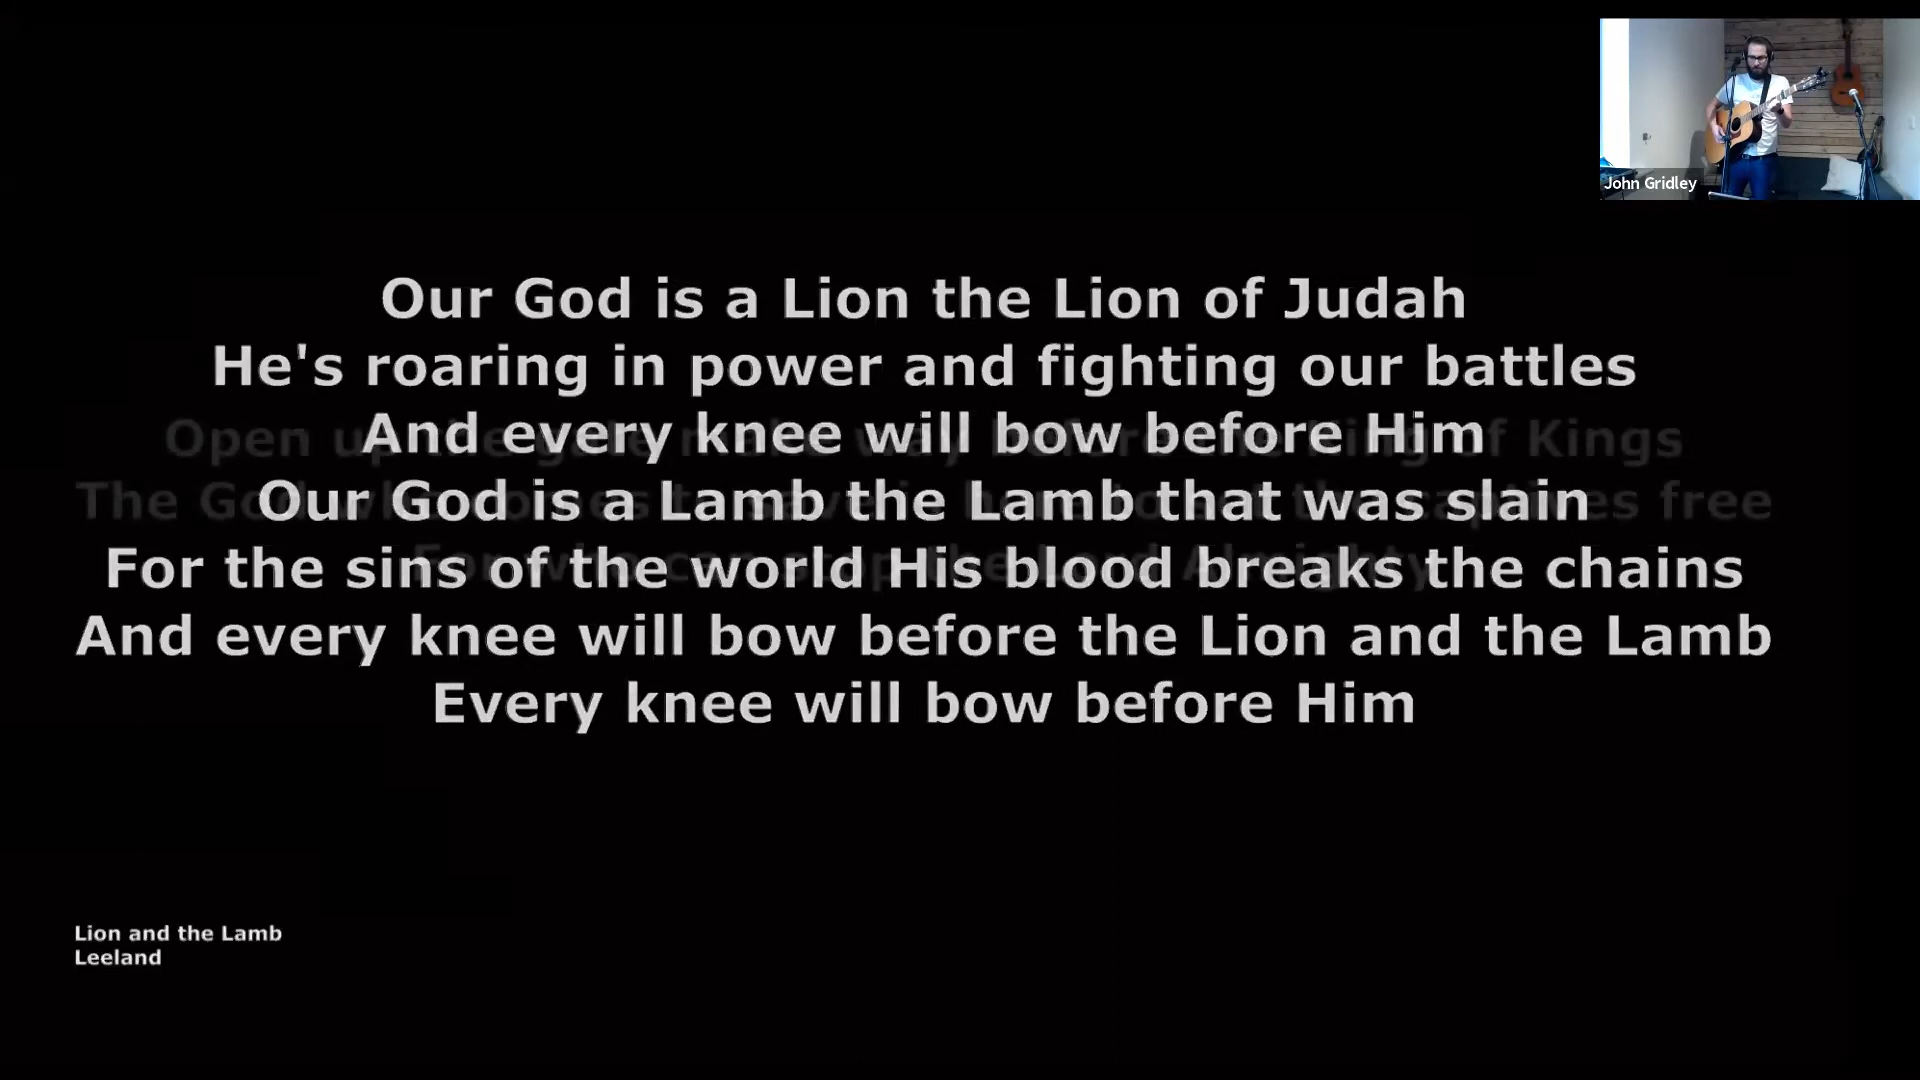 John Gridley
Our God is a Lion the Lion of Judah
He's roaring in power and fighting our battles
And every knee will bow before Him
Our God is a Lamb the Lamb that was slain
For the sins of the world His blood breaks the chains
And every knee will bow before the Lion and the Lamb
Every knee will bow before Him
Lion and the Lamb
Leeland